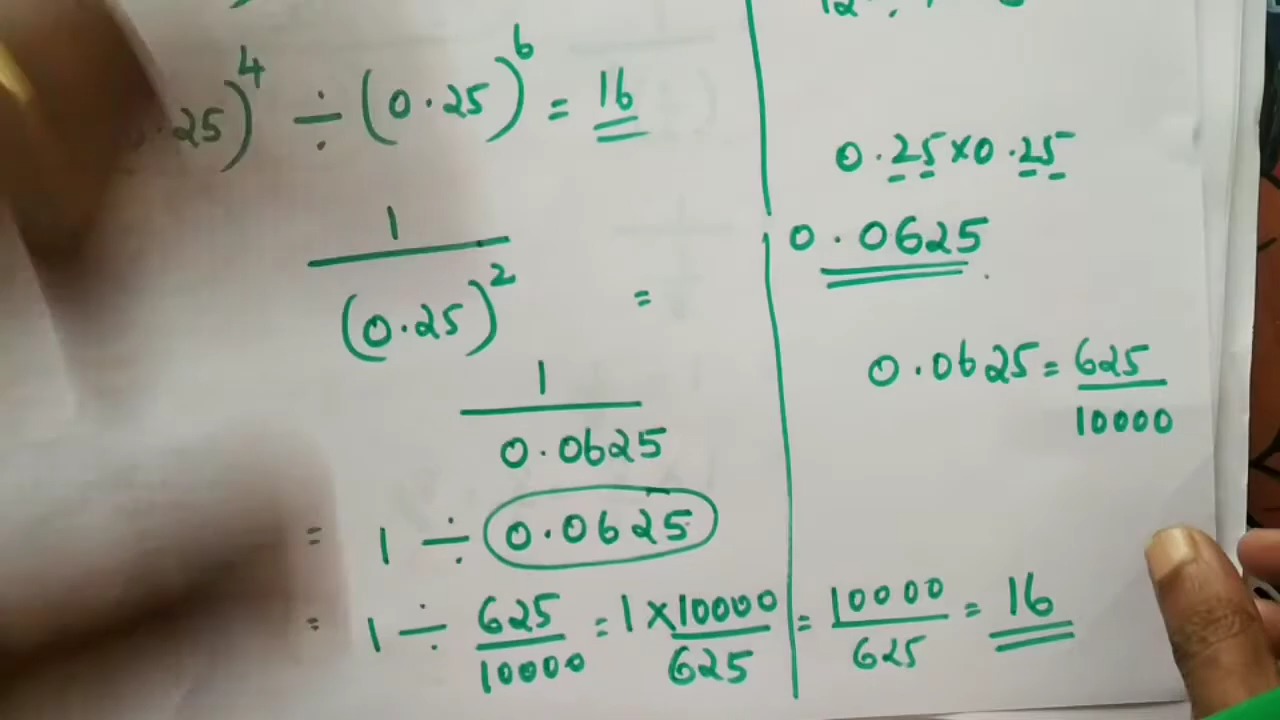 25)⁴ ÷ (0.25)⁶ = 16
1
(0.25)² =
1
0.0625
= 1 ÷ 0.0625
= 1 ÷ 625/10000 = 1 × 10000/625 = 10000/625 = 16
0.25×0.25
0.0625
0.0625 = 625/10000